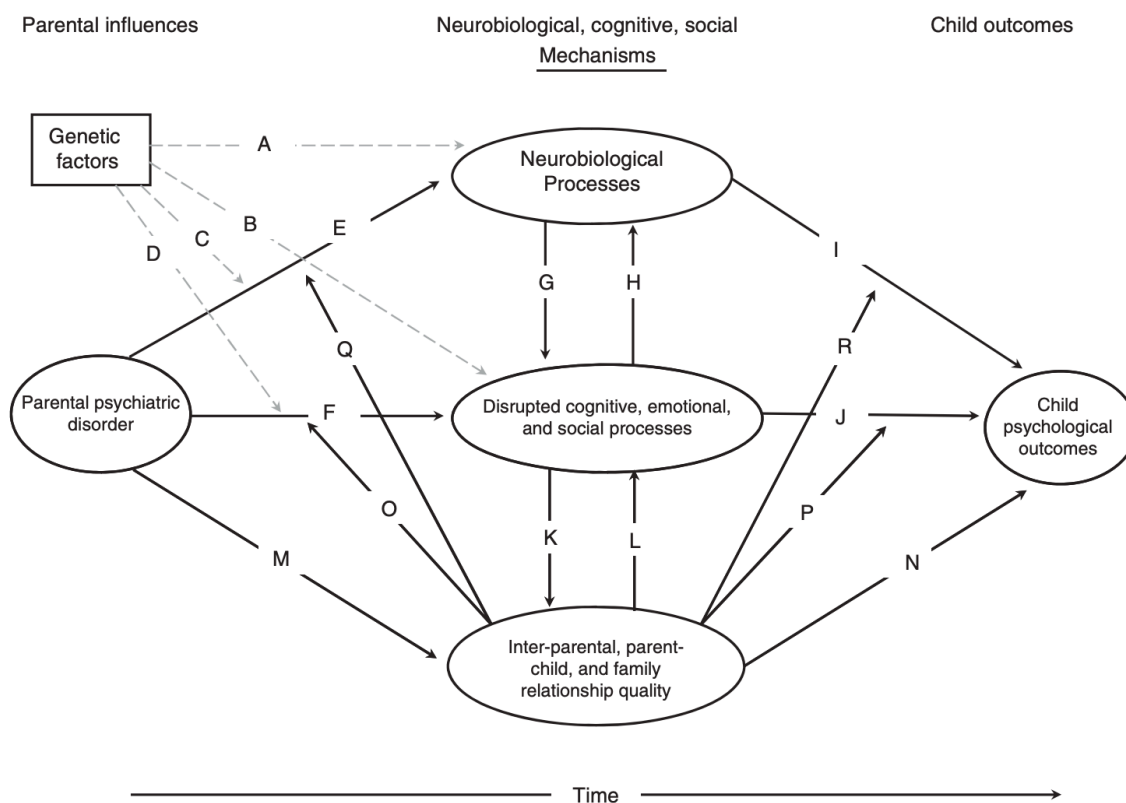 Parental influences
Neurobiological, cognitive, social
Mechanisms
Child outcomes
Genetic
factors
A
Neurobiological
Processes
B
E
C
D
I
G
H
Q
R
Parental psychiatric
disorder
F
Disrupted cognitive, emotional,
and social processes
J
Child
psychological
outcomes
O
P
K
L
M
N
Inter-parental, parent-
child, and family
relationship quality
Time